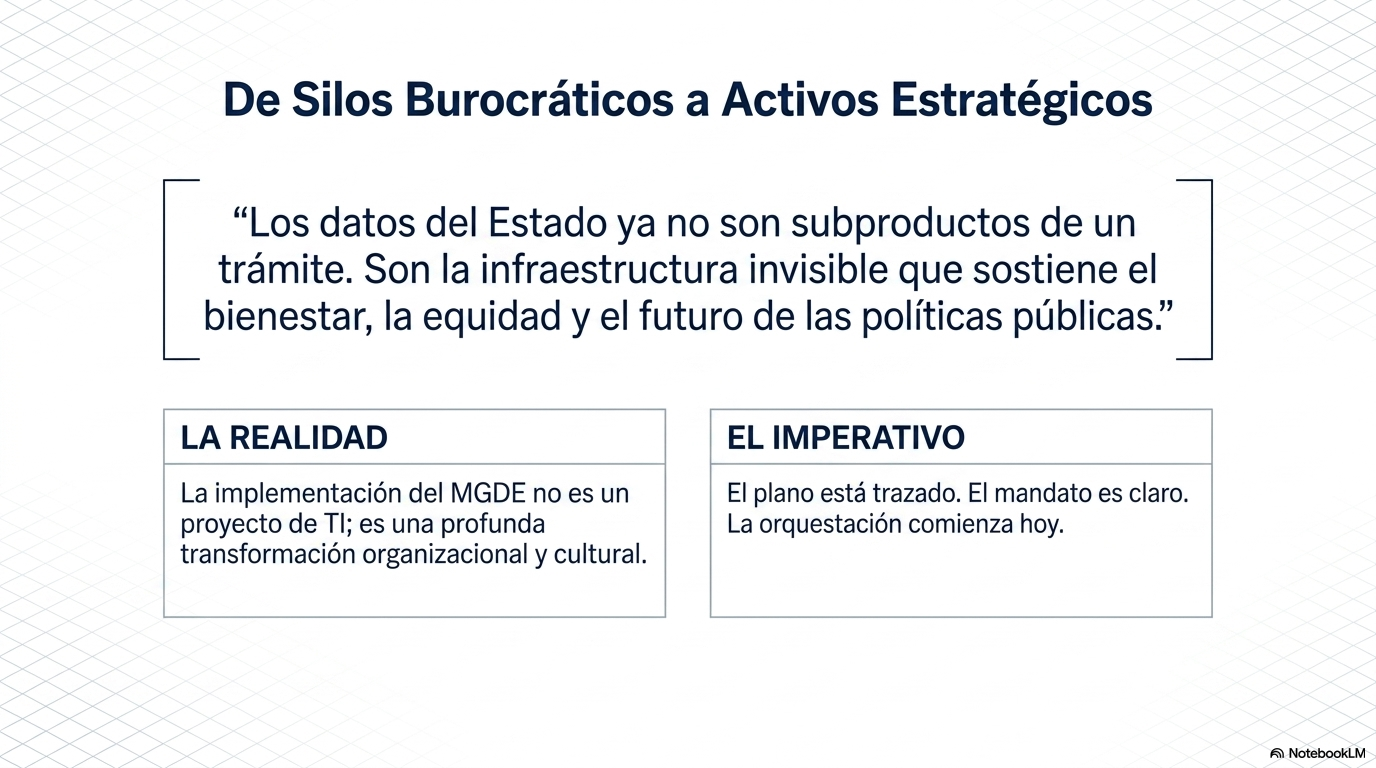 De Silos Burocráticos a Activos Estratégicos
“Los datos del Estado ya no son subproductos de un
trámite. Son la infraestructura invisible que sostiene el
bienestar, la equidad y el futuro de las políticas públicas.”
LA REALIDAD
La implementación del MGDE no es un
proyecto de TI; es una profunda
transformación organizacional y cultural.
EL IMPERATIVO
El plano está trazado. El mandato es claro.
La orquestación comienza hoy.
NotebookLM